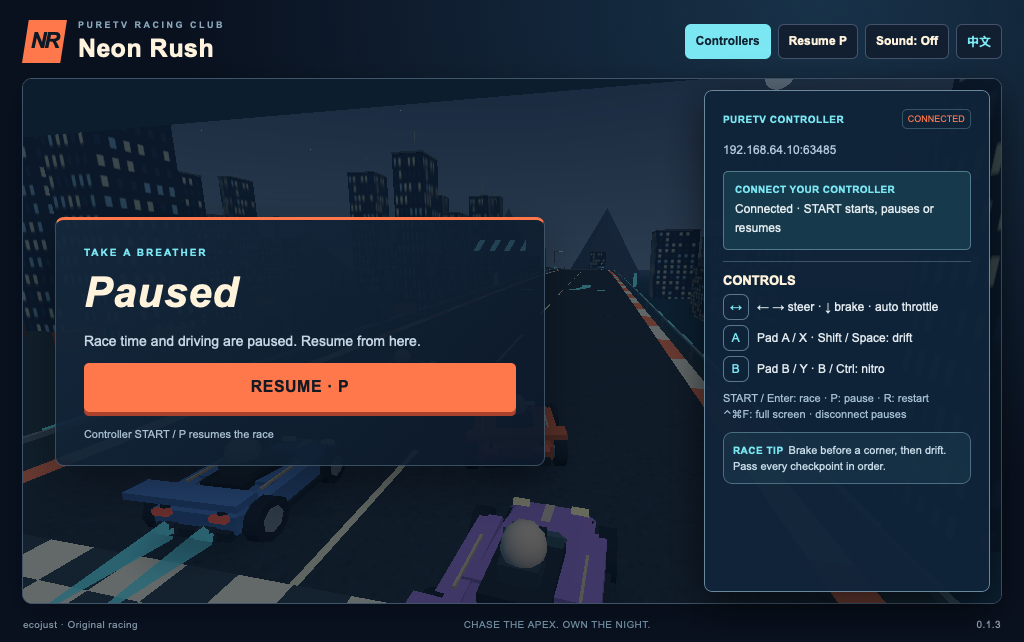 NR
PURETV RACING CLUB
Neon Rush
Controllers
Resume P
Sound: Off
中文
PURETV CONTROLLER
CONNECTED
192.168.64.10:63485
CONNECT YOUR CONTROLLER
Connected · START starts, pauses or
resumes
CONTROLS
↔ ← → steer · ↓ brake · auto throttle
A Pad A / X · Shift / Space: drift
B Pad B / Y · B / Ctrl: nitro
START / Enter: race · P: pause · R: restart
^⌘F: full screen · disconnect pauses
RACE TIP Brake before a corner, then drift.
Pass every checkpoint in order.
TAKE A BREATHER
Paused
Race time and driving are paused. Resume from here.
RESUME · P
Controller START / P resumes the race
ecojust · Original racing
CHASE THE APEX. OWN THE NIGHT.
0.1.3